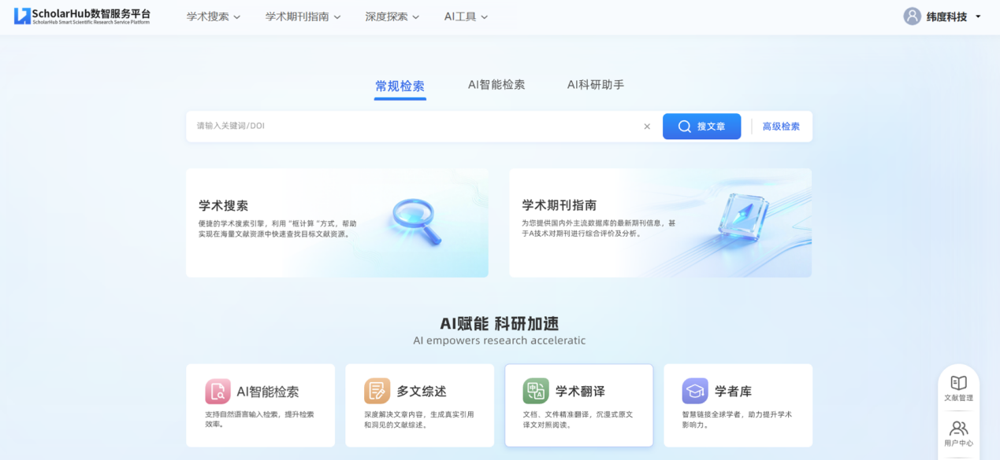 ScholarHub数智服务平台
ScholarHub Smart Scientific Research Service Platform
学术搜索 学术期刊指南 深度探索 AI工具 纬度科技
常规检索 AI智能检索 AI科研助手
请输入关键词/DOI 搜文章 高级检索
学术搜索
便捷的学术搜索引擎，利用“框计算”方式，帮助
实现在海量文献资源中快速查找目标文献资源。
学术期刊指南
为您提供国内外主流数据库的最新期刊信息，甚
于A技术对期刊进行综合评价及分析。
AI赋能 科研加速
AI empowers research acceleratic
AI智能检索
支持自然语言输入检索，提升检索
效率。
多文综述
深度解决文章内容，生成真实引用
和洞见的文献综述。
学术翻译
文档、文件精准翻译，沉漫式原文
译文对照阅读。
学者库
智慧链接全球学者，助力提升学术
影响力。
文献管理
用户中心